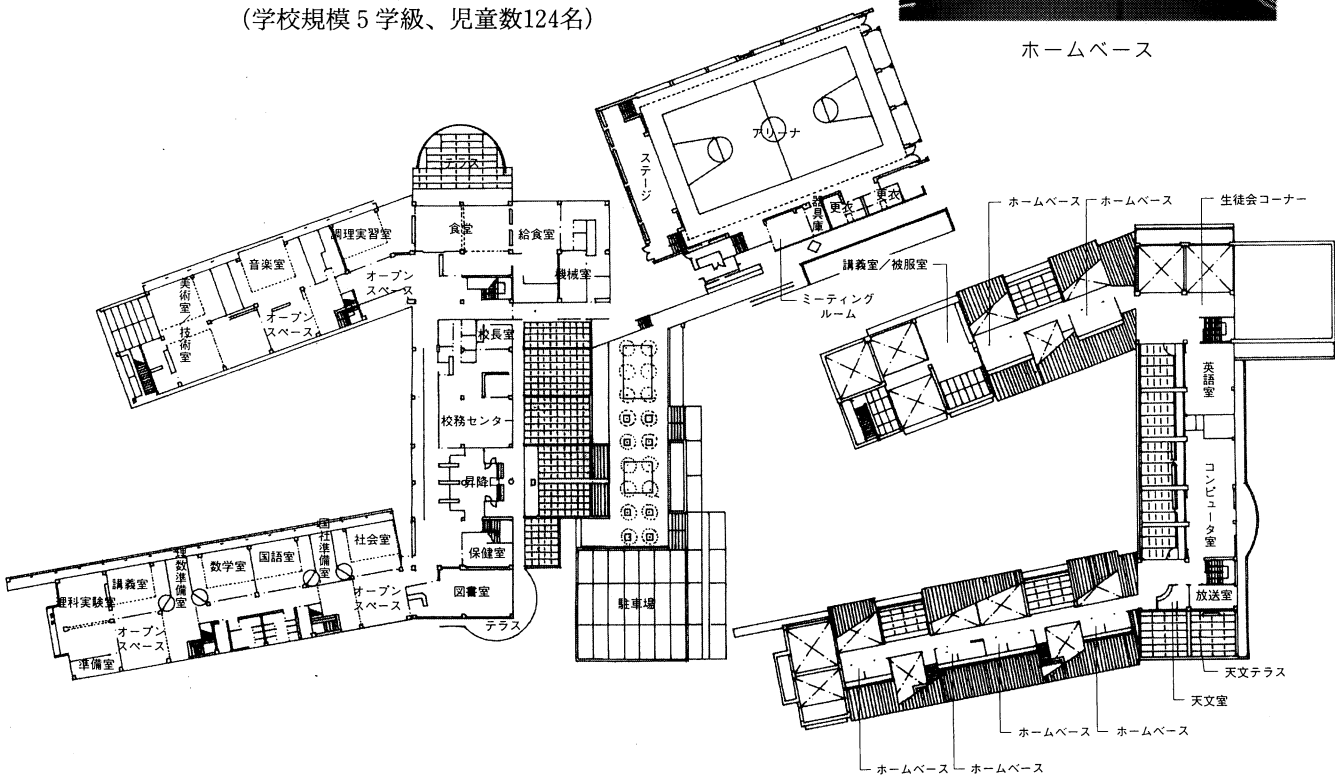 (学校規模5学級、児童数124名)
ホームベース
テラス
ステージ
アリーナ
器具庫
更衣
更衣
ミーティング
ルーム
食堂
給食室
機械室
調理実習室
音楽室
美術室
技術室
オープン
スペース
オープン
スペース
校長室
校務センター
昇降
保健室
図書室
テラス
駐車場
社会室
国社準備室
国語室
数学室
理数準備室
講義室
理科実験室
準備室
オープン
スペース
オープン
スペース
ホームベース
ホームベース
生徒会コーナー
講義室/被服室
英語室
コンピュータ室
放送室
天文テラス
天文室
ホームベース
ホームベース
ホームベース
ホームベース